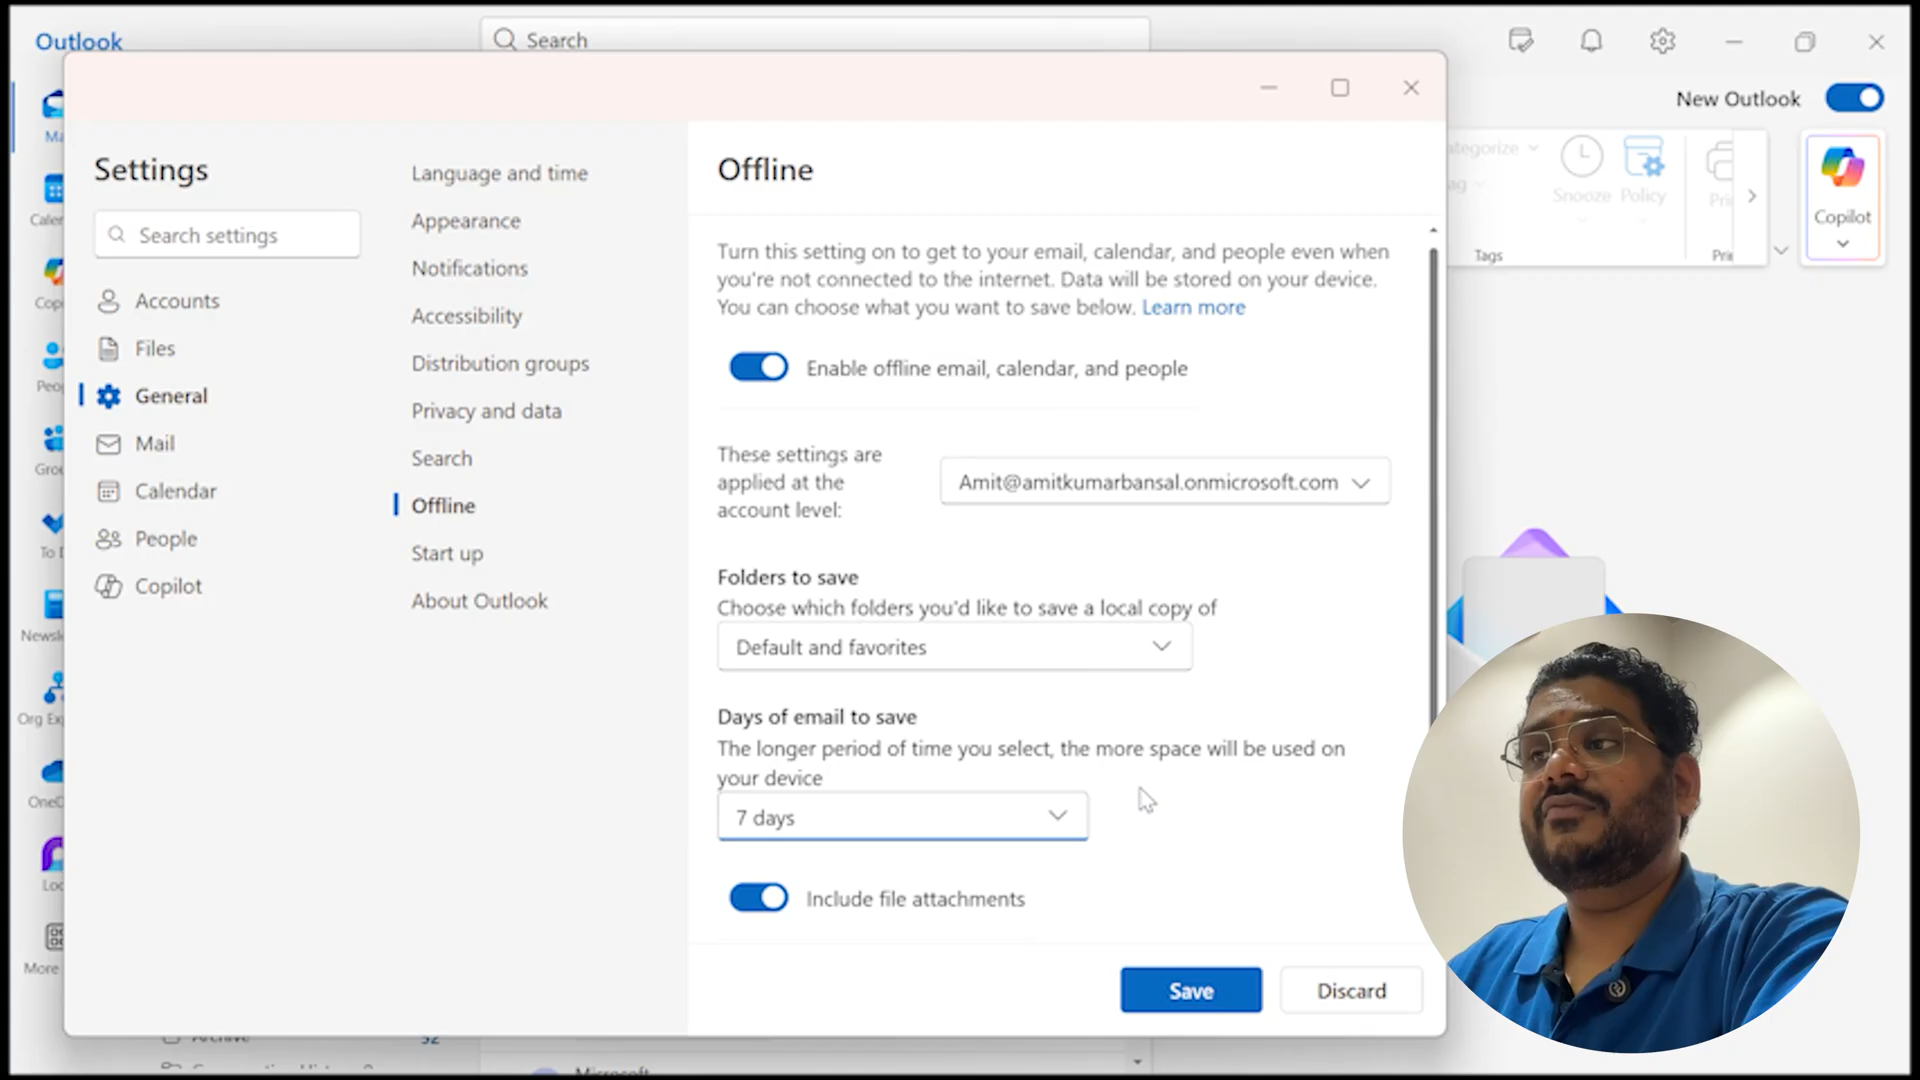 Outlook
Search
New Outlook
Settings
Search settings
Accounts
Files
General
Mail
Calendar
People
Copilot
Language and time
Appearance
Notifications
Accessibility
Distribution groups
Privacy and data
Search
Offline
Start up
About Outlook
Offline
Turn this setting on to get to your email, calendar, and people even when
you're not connected to the internet. Data will be stored on your device.
You can choose what you want to save below. Learn more
Enable offline email, calendar, and people
These settings are
applied at the
account level:
Amit@amitkumarbansal.onmicrosoft.com
Folders to save
Choose which folders you'd like to save a local copy of
Default and favorites
Days of email to save
The longer period of time you select, the more space will be used on
your device
7 days
Include file attachments
Save
Discard
Snooze
Policy
Tags
Copilot
More